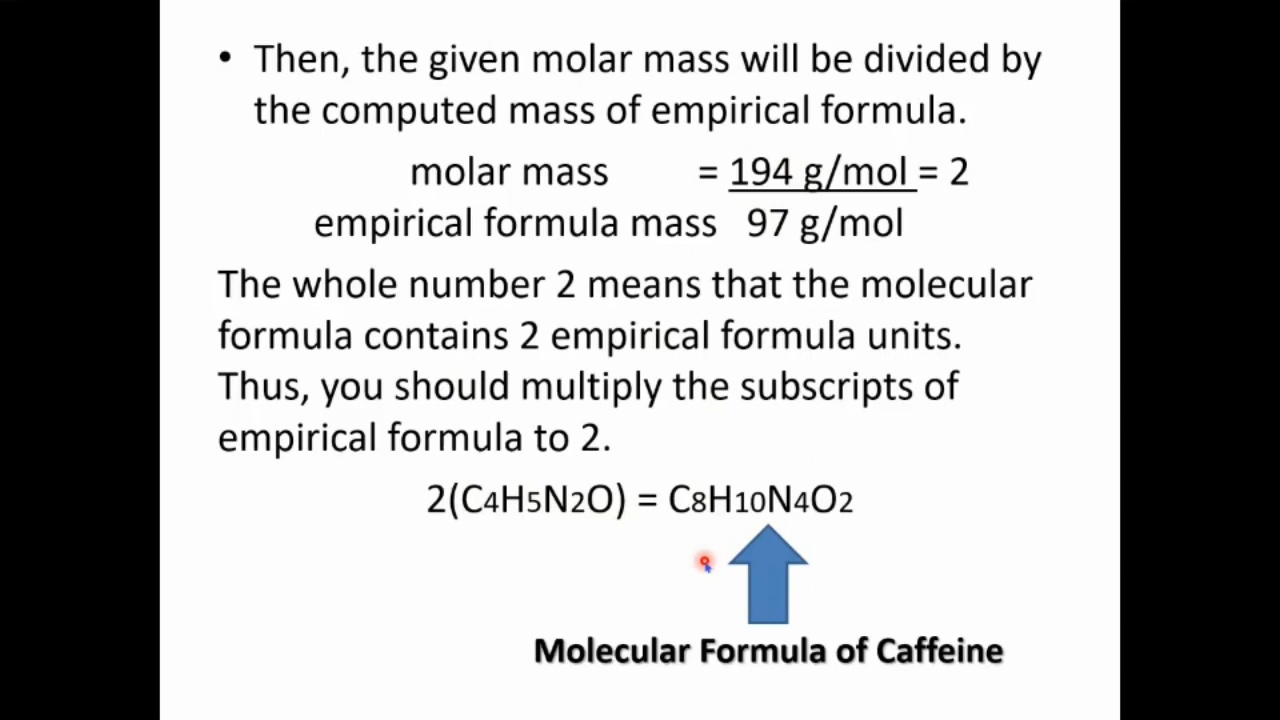 • Then, the given molar mass will be divided by
the computed mass of empirical formula.
molar mass = 194 g/mol = 2
empirical formula mass 97 g/mol
The whole number 2 means that the molecular
formula contains 2 empirical formula units.
Thus, you should multiply the subscripts of
empirical formula to 2.
2(C4H5N2O) = C8H10N4O2
Molecular Formula of Caffeine